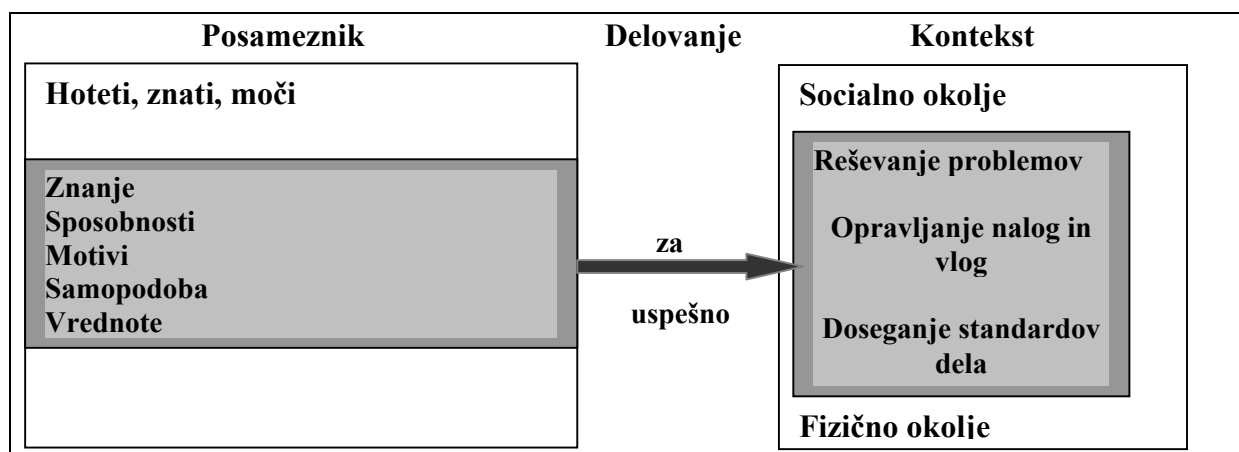 Posameznik Delovanje Kontekst
Hoteti, znati, moči
Znanje
Sposobnosti
Motivi
Samopodoba
Vrednote
za
uspešno
Socialno okolje
Reševanje problemov
Opravljanje nalog in
vlog
Doseganje standardov
dela
Fizično okolje